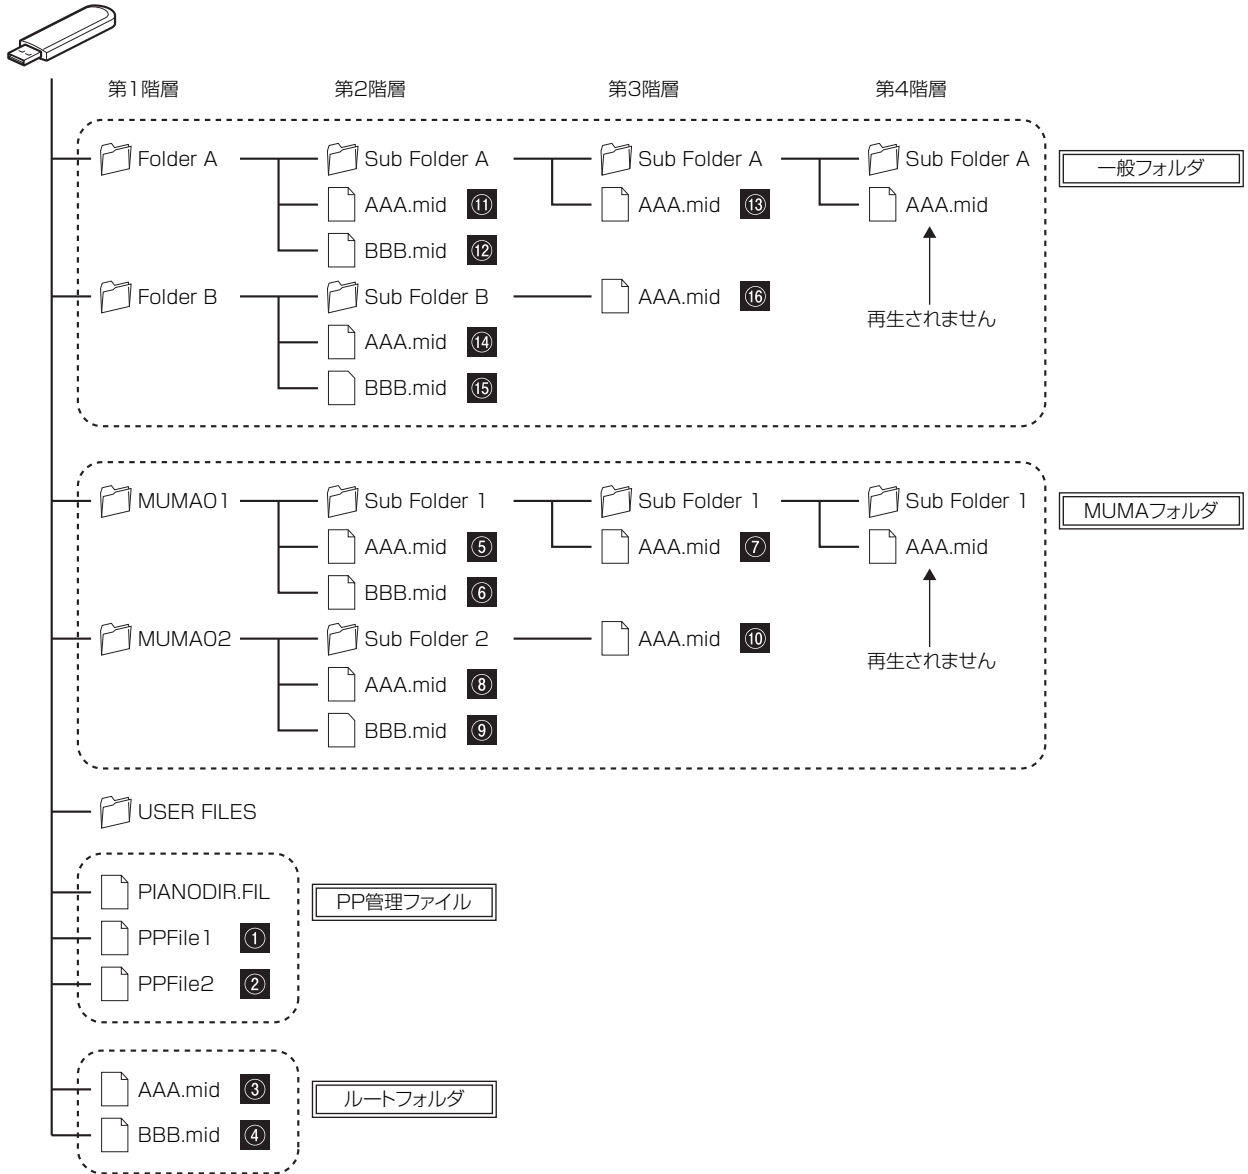 第1階層 第2階層 第3階層 第4階層
Folder A Sub Folder A Sub Folder A Sub Folder A 一般フォルダ
AAA.mid ⑪ AAA.mid ⑬ AAA.mid
BBB.mid ⑫
Folder B Sub Folder B AAA.mid ⑯
再生されません
AAA.mid ⑭
BBB.mid ⑮
MUMA01 Sub Folder 1 Sub Folder 1 Sub Folder 1 MUMAフォルダ
AAA.mid ⑤ AAA.mid ⑦ AAA.mid
BBB.mid ⑥
MUMA02 Sub Folder 2 AAA.mid ⑩
再生されません
AAA.mid ⑧
BBB.mid ⑨
USER FILES
PIANODIR.FIL PP管理ファイル
PPFile1 ①
PPFile2 ②
AAA.mid ③ ルートフォルダ
BBB.mid ④